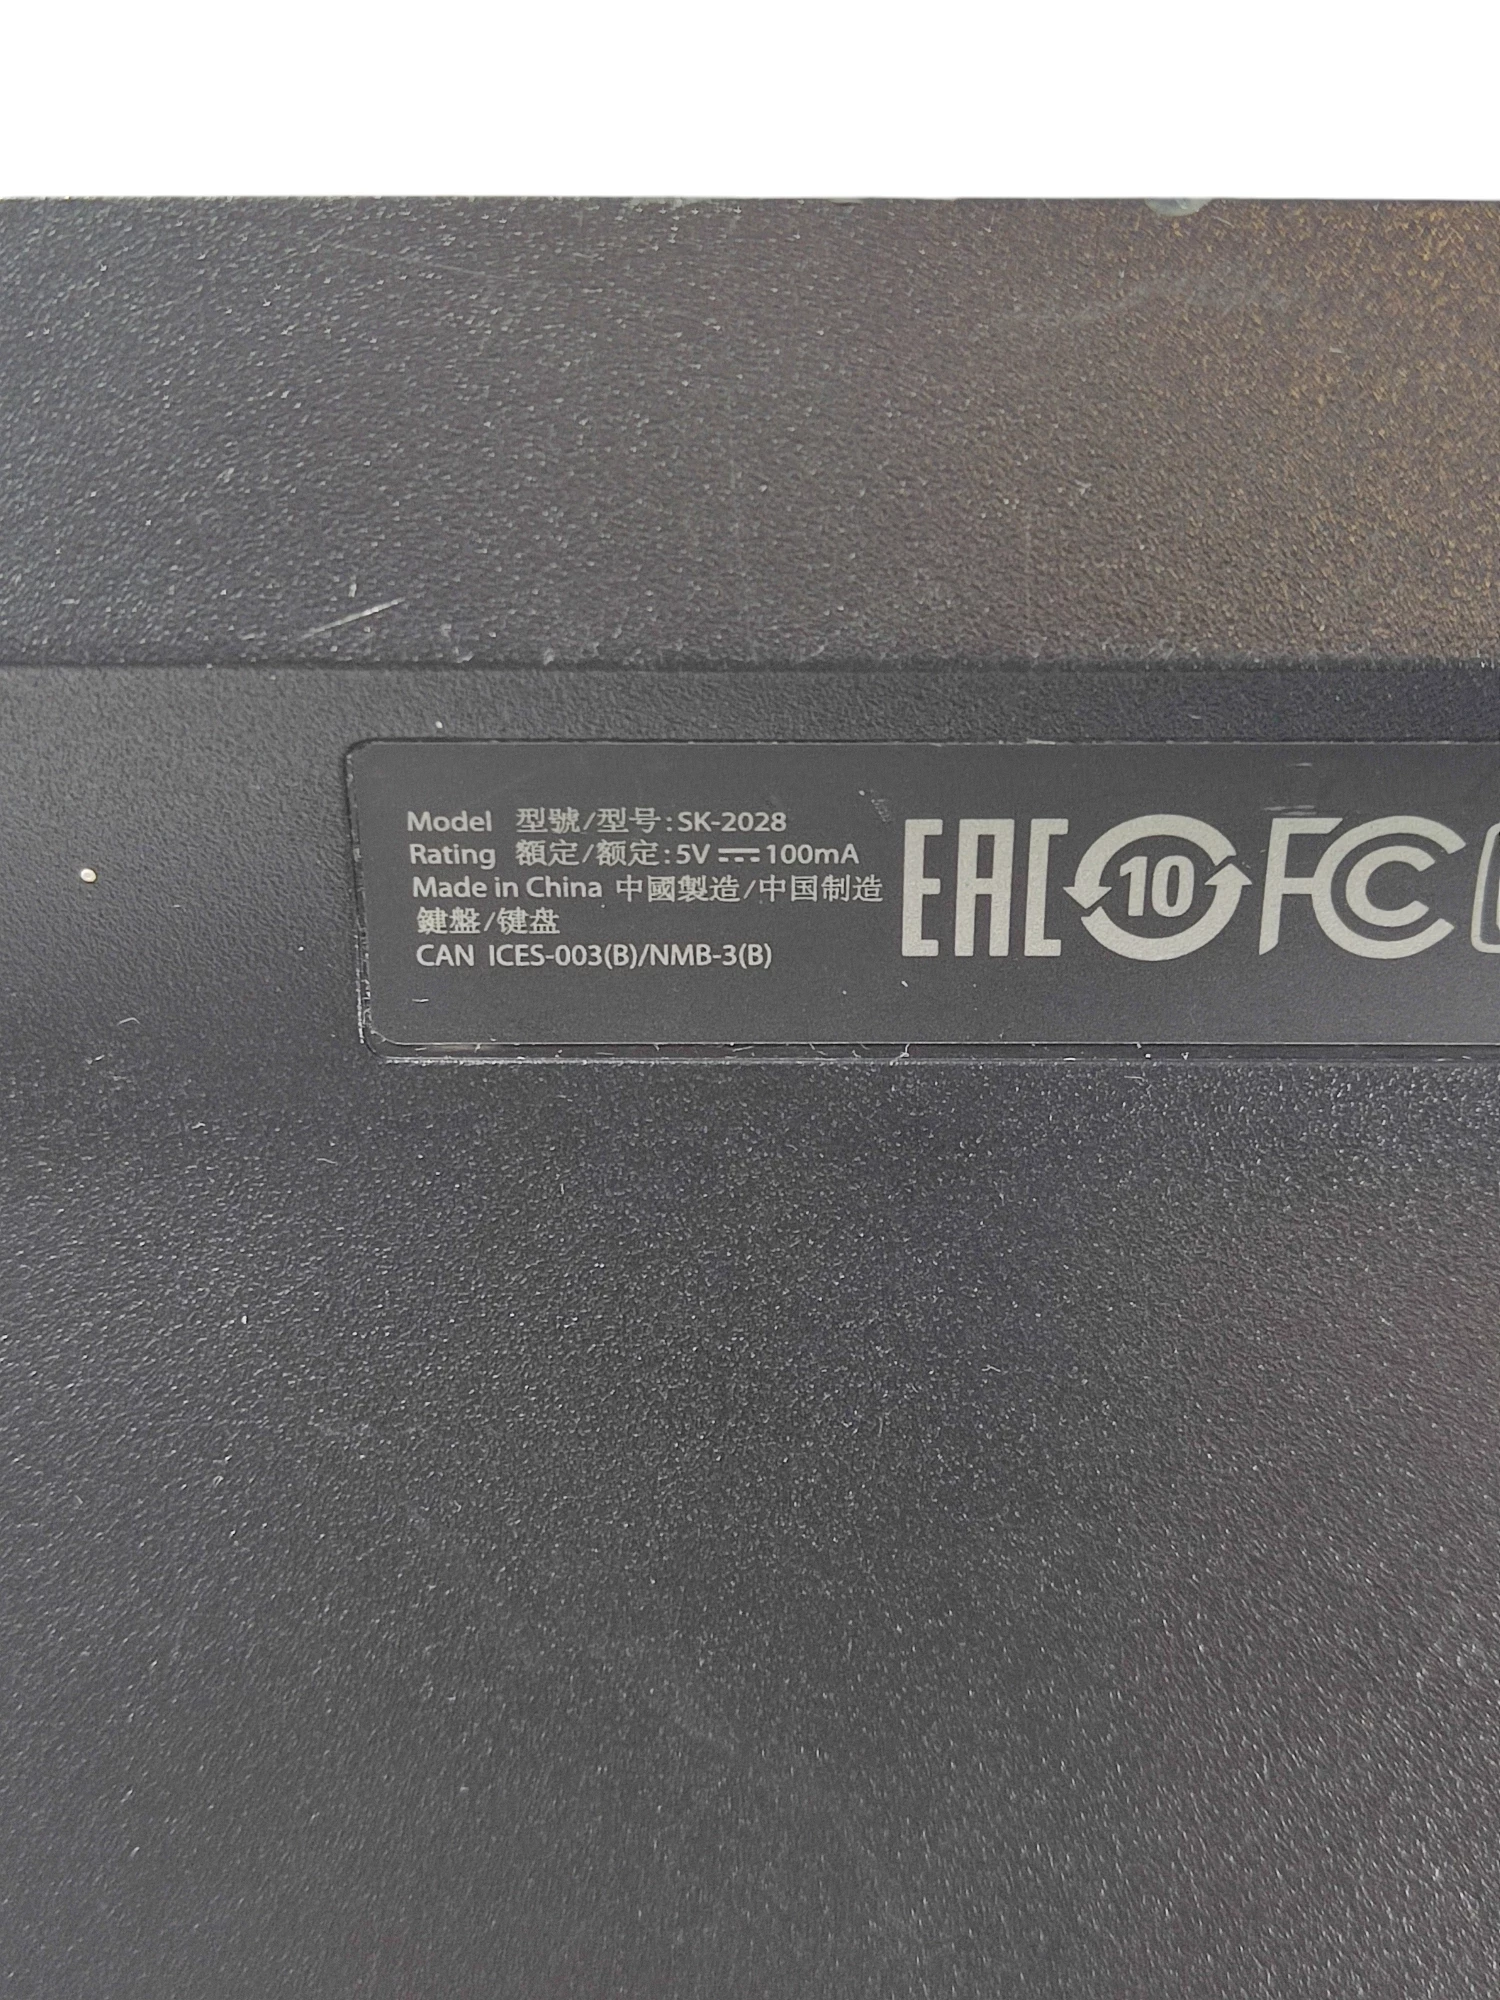 Model 型號/型号:SK-2028
Rating 額定/额定:5V ⎓ 100mA
Made in China 中國製造/中国制造
鍵盤/键盘
CAN ICES-003(B)/NMB-3(B)
EAC 10 FC